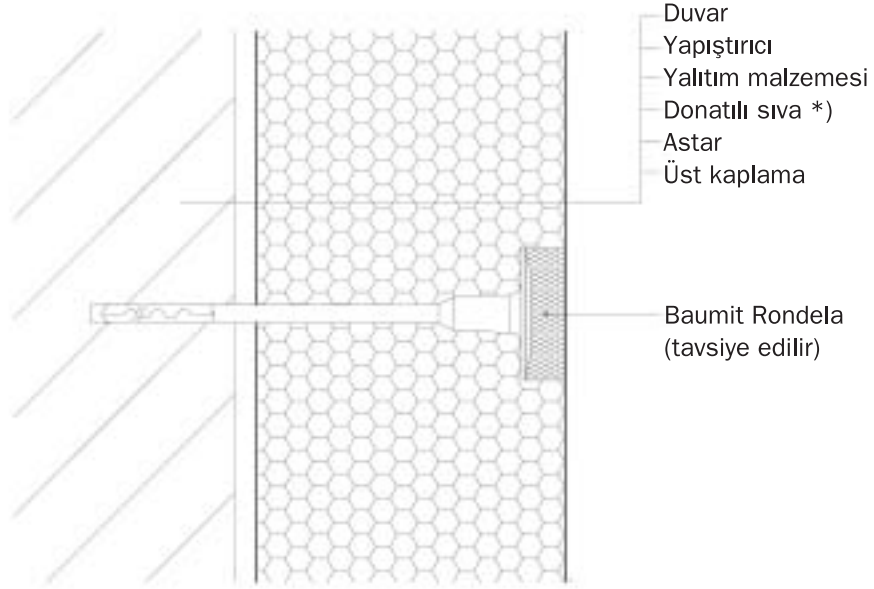 Duvar
Yapıştırıcı
Yalıtım malzemesi
Donatılı sıva *)
Astar
Üst kaplama
Baumit Rondela
(tavsiye edilir)